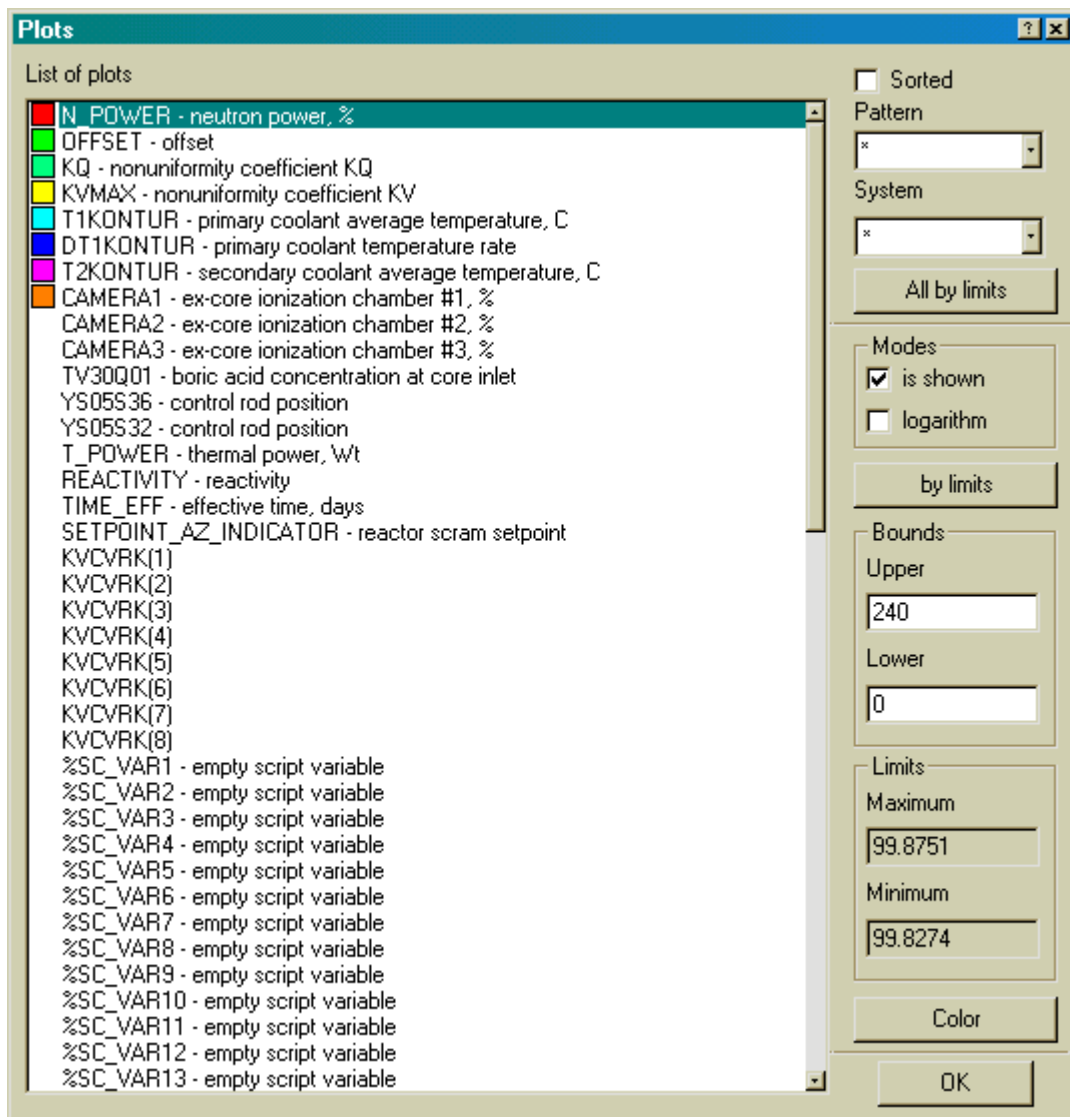 Plots
List of plots
N_POWER - neutron power, %
OFFSET - offset
KQ - nonuniformity coefficient KQ
KVMAX - nonuniformity coefficient KV
T1KONTUR - primary coolant average temperature, C
DT1KONTUR - primary coolant temperature rate
T2KONTUR - secondary coolant average temperature, C
CAMERA1 - ex-core ionization chamber #1, %
CAMERA2 - ex-core ionization chamber #2, %
CAMERA3 - ex-core ionization chamber #3, %
TV30Q01 - boric acid concentration at core inlet
YS05S36 - control rod position
YS05S32 - control rod position
T_POWER - thermal power, Wt
REACTIVITY - reactivity
TIME_EFF - effective time, days
SETPOINT_AZ_INDICATOR - reactor scram setpoint
KVCVRK(1)
KVCVRK(2)
KVCVRK(3)
KVCVRK(4)
KVCVRK(5)
KVCVRK(6)
KVCVRK(7)
KVCVRK(8)
%SC_VAR1 - empty script variable
%SC_VAR2 - empty script variable
%SC_VAR3 - empty script variable
%SC_VAR4 - empty script variable
%SC_VAR5 - empty script variable
%SC_VAR6 - empty script variable
%SC_VAR7 - empty script variable
%SC_VAR8 - empty script variable
%SC_VAR9 - empty script variable
%SC_VAR10 - empty script variable
%SC_VAR11 - empty script variable
%SC_VAR12 - empty script variable
%SC_VAR13 - empty script variable
Sorted
Pattern
*
System
*
All by limits
Modes
is shown
logarithm
by limits
Bounds
Upper
240
Lower
0
Limits
Maximum
99.8751
Minimum
99.8274
Color
OK